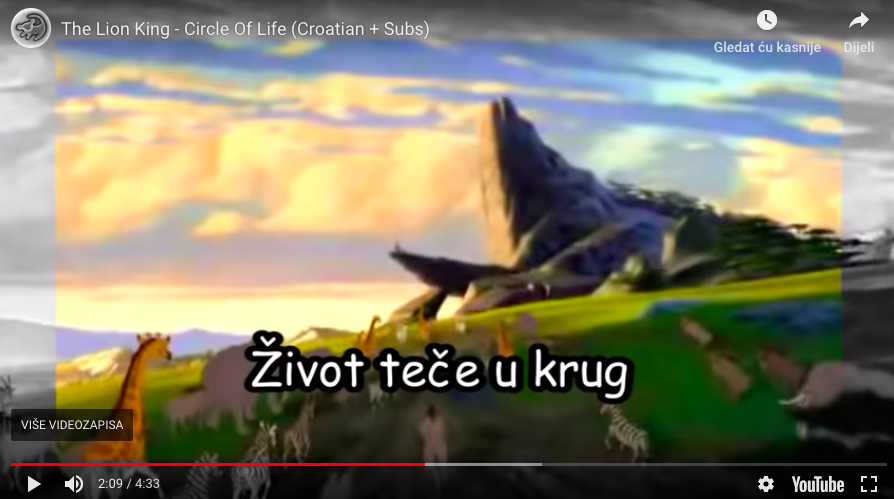 The Lion King - Circle Of Life (Croatian + Subs)
Gledat ću kasnije
Dijeli
Život teče u krug
VIŠE VIDEOZAPISA
2:09 / 4:33
YouTube